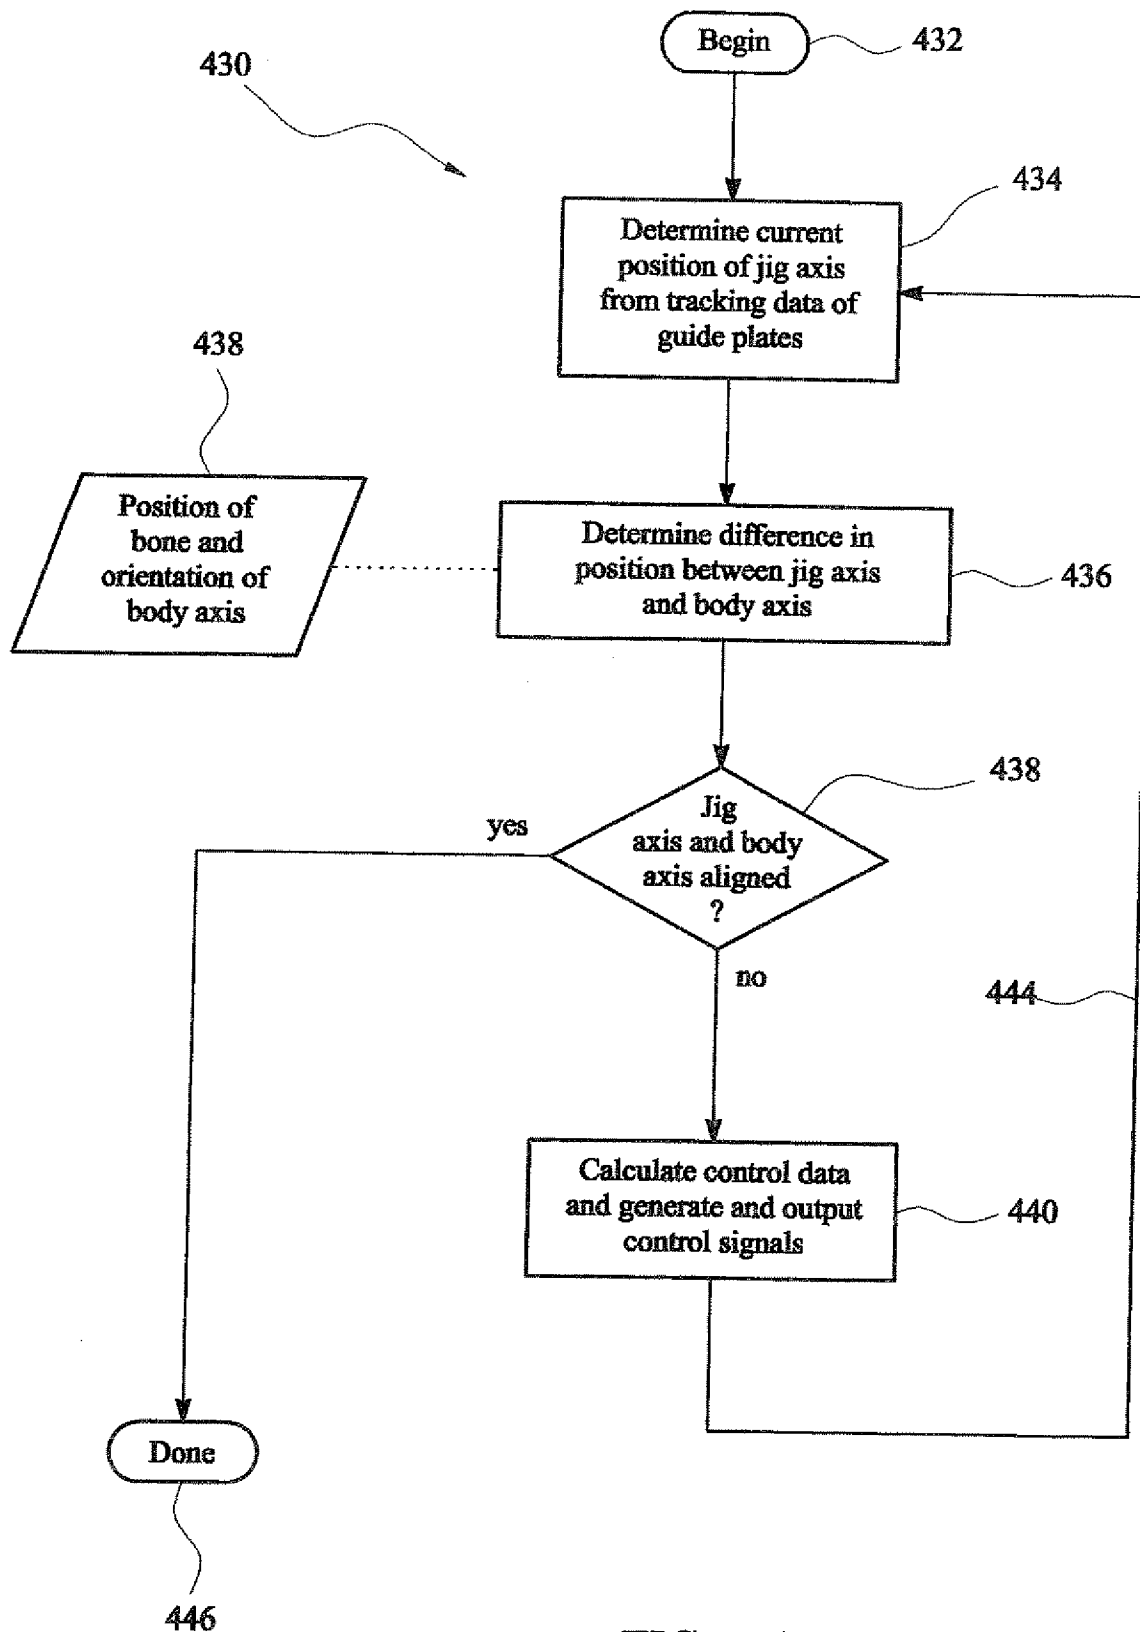 Begin
432
430
434
Determine current
position of jig axis
from tracking data of
guide plates
438
Position of
bone and
orientation of
body axis
Determine difference in
position between jig axis
and body axis
436
438
Jig
axis and body
axis aligned
?
yes
no
444
Calculate control data
and generate and output
control signals
440
Done
446